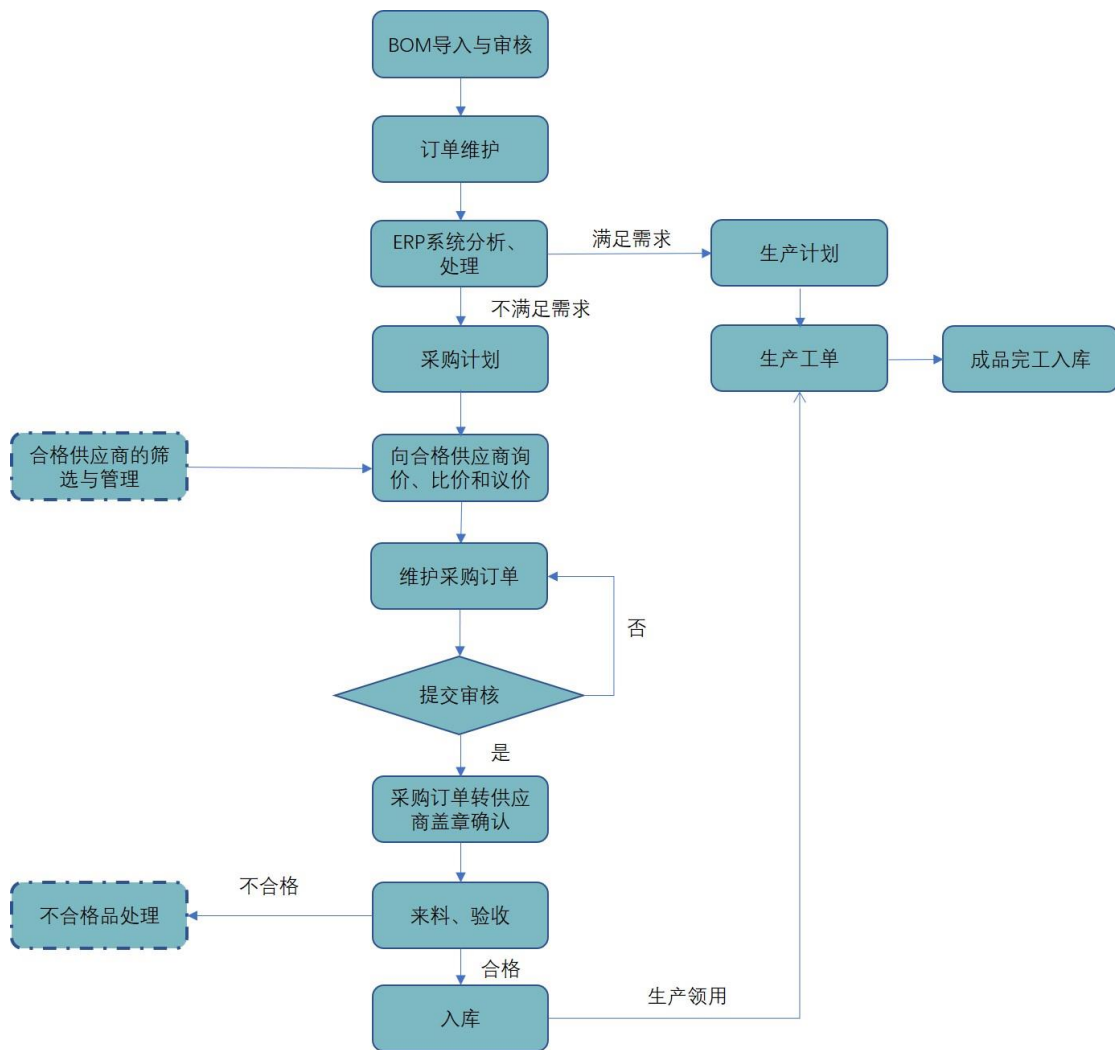 BOM导入与审核
订单维护
ERP系统分析、
处理
满足需求
生产计划
不满足需求
采购计划
生产工单
成品完工入库
合格供应商的筛
选与管理
向合格供应商询
价、比价和议价
维护采购订单
否
提交审核
是
采购订单转供应
商盖章确认
不合格
不合格品处理
来料、验收
合格
入库
生产领用